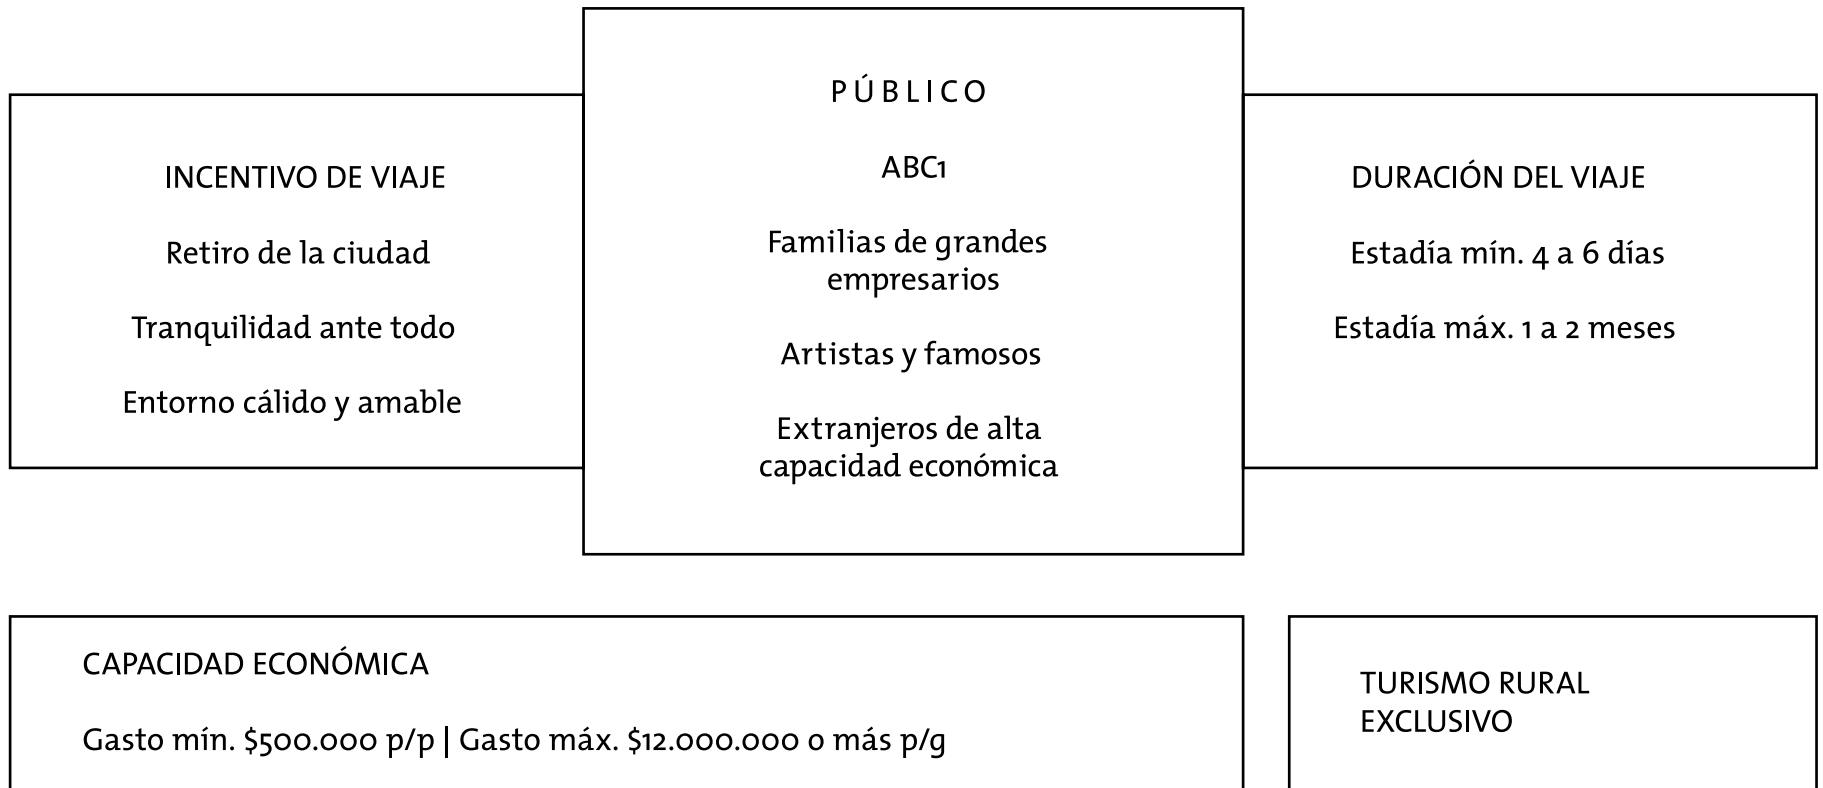 INCENTIVO DE VIAJE
Retiro de la ciudad
Tranquilidad ante todo
Entorno cálido y amable
PÚBLICO
ABC1
Familias de grandes
empresarios
Artistas y famosos
Extranjeros de alta
capacidad económica
DURACIÓN DEL VIAJE
Estadía mín. 4 a 6 días
Estadía máx. 1 a 2 meses
CAPACIDAD ECONÓMICA
Gasto mín. $500.000 p/p | Gasto máx. $12.000.000 o más p/g
TURISMO RURAL
EXCLUSIVO